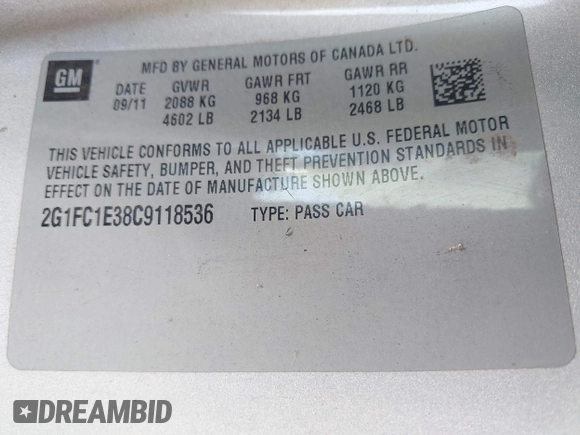 GM
MFD BY GENERAL MOTORS OF CANADA LTD.
DATE GVWR GAWR FRT GAWR RR
09/11 2088 KG 968 KG 1120 KG
4602 LB 2134 LB 2468 LB
THIS VEHICLE CONFORMS TO ALL APPLICABLE U.S. FEDERAL MOTOR
VEHICLE SAFETY, BUMPER, AND THEFT PREVENTION STANDARDS IN
EFFECT ON THE DATE OF MANUFACTURE SHOWN ABOVE.
2G1FC1E38C9118536 TYPE: PASS CAR
DREAMBID